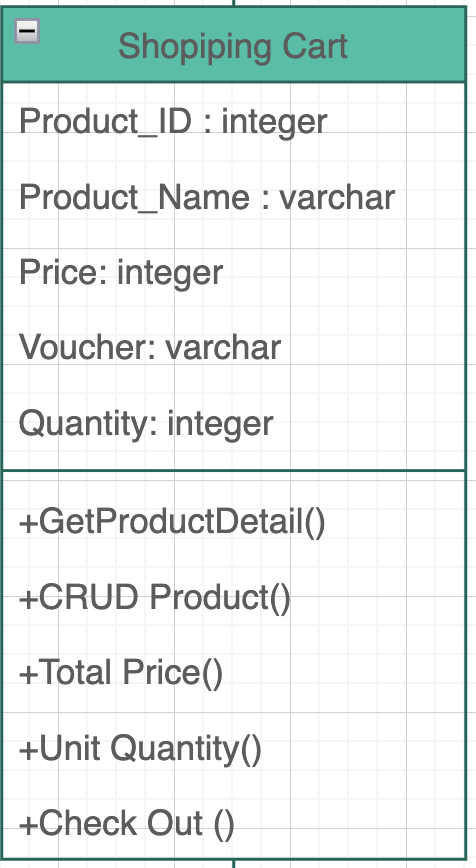 Shopiping Cart
Product_ID : integer
Product_Name : varchar
Price: integer
Voucher: varchar
Quantity: integer
+GetProductDetail()
+CRUD Product()
+Total Price()
+Unit Quantity()
+Check Out ()